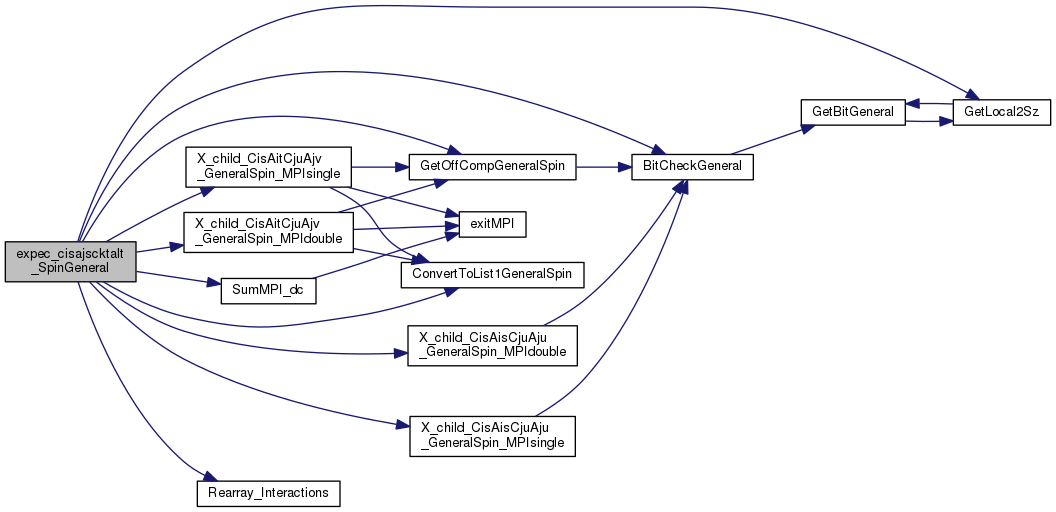 expec_cisajscktalt
_SpinGeneral
X_child_CisAitCjuAjv
_GeneralSpin_MPIsingle
X_child_CisAitCjuAjv
_GeneralSpin_MPIdouble
SumMPI_dc
Rearray_Interactions
GetOffCompGeneralSpin
exitMPI
ConvertToList1GeneralSpin
X_child_CisAisCjuAju
_GeneralSpin_MPIdouble
X_child_CisAisCjuAju
_GeneralSpin_MPIsingle
BitCheckGeneral
GetBitGeneral
GetLocal2Sz